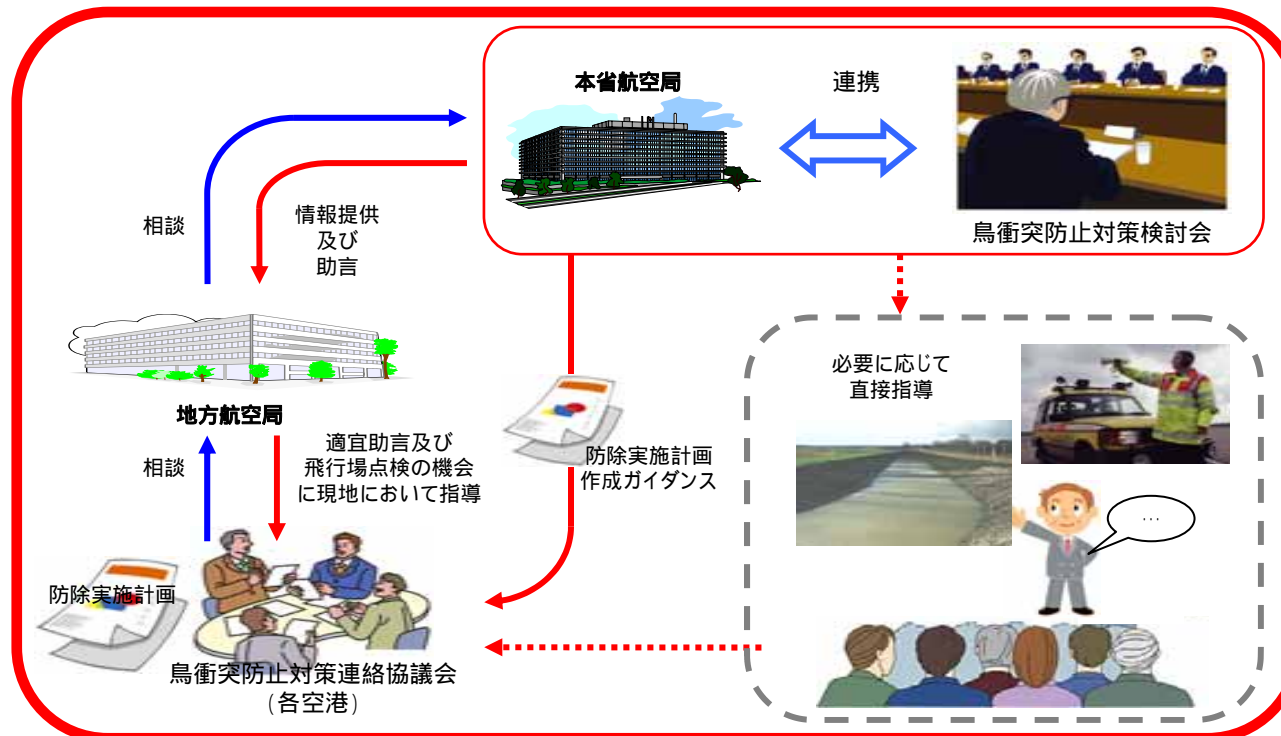 本省航空局
連携
鳥衝突防止対策検討会
相談
情報提供
及び
助言
必要に応じて
直接指導
地方航空局
相談
適宜助言及び
飛行場点検の機会
に現地において指導
防除実施計画
作成ガイダンス
…
防除実施計画
鳥衝突防止対策連絡協議会
(各空港)